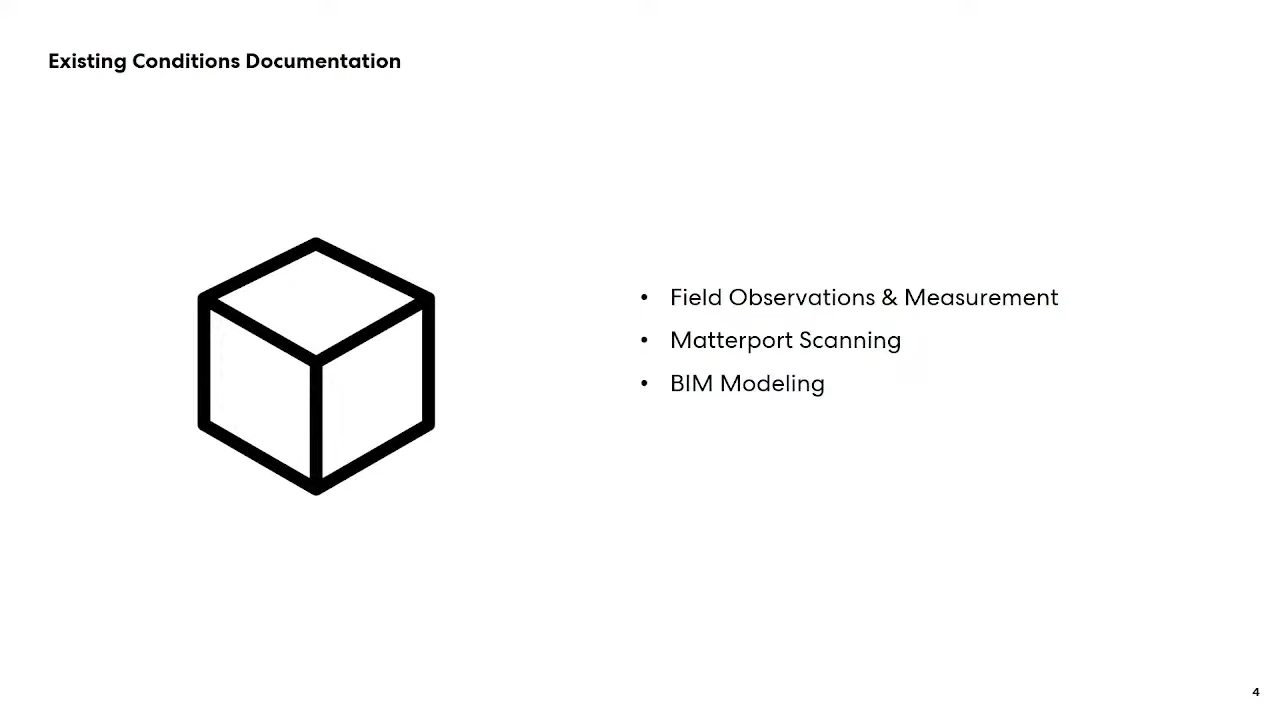 Existing Conditions Documentation
• Field Observations & Measurement
• Matterport Scanning
• BIM Modeling
4